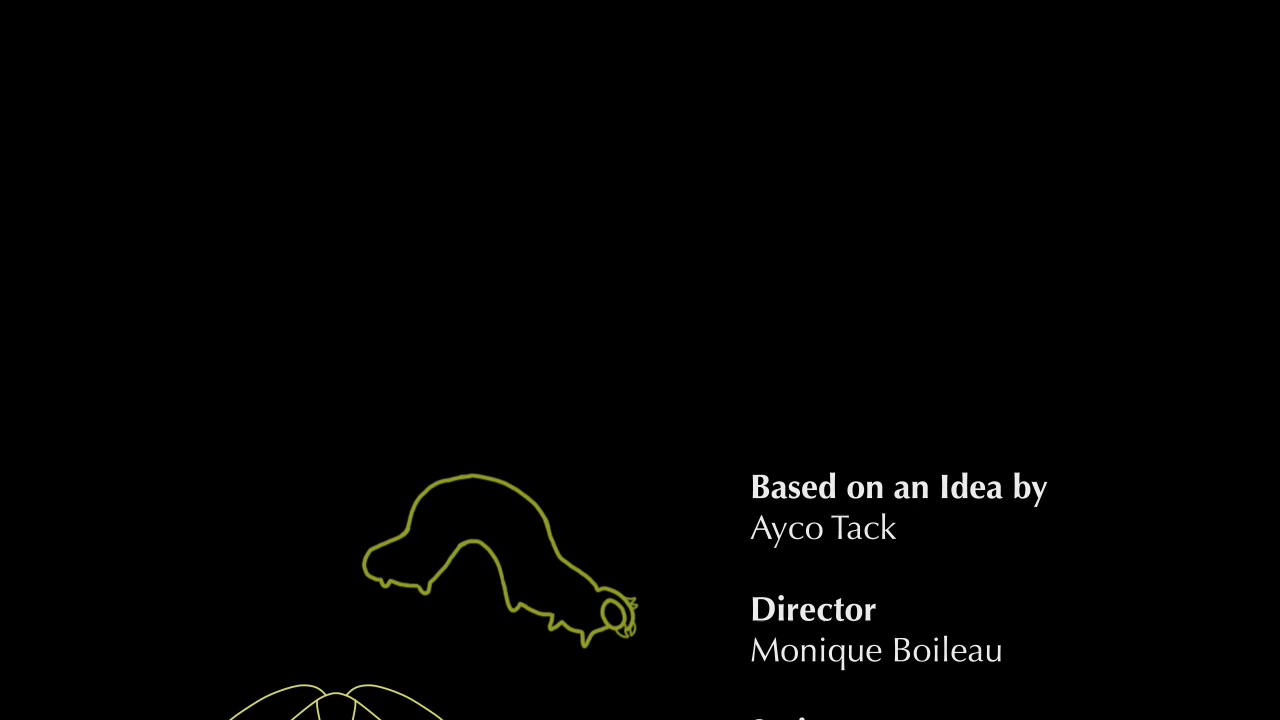 Based on an Idea by
Ayco Tack
Director
Monique Boileau